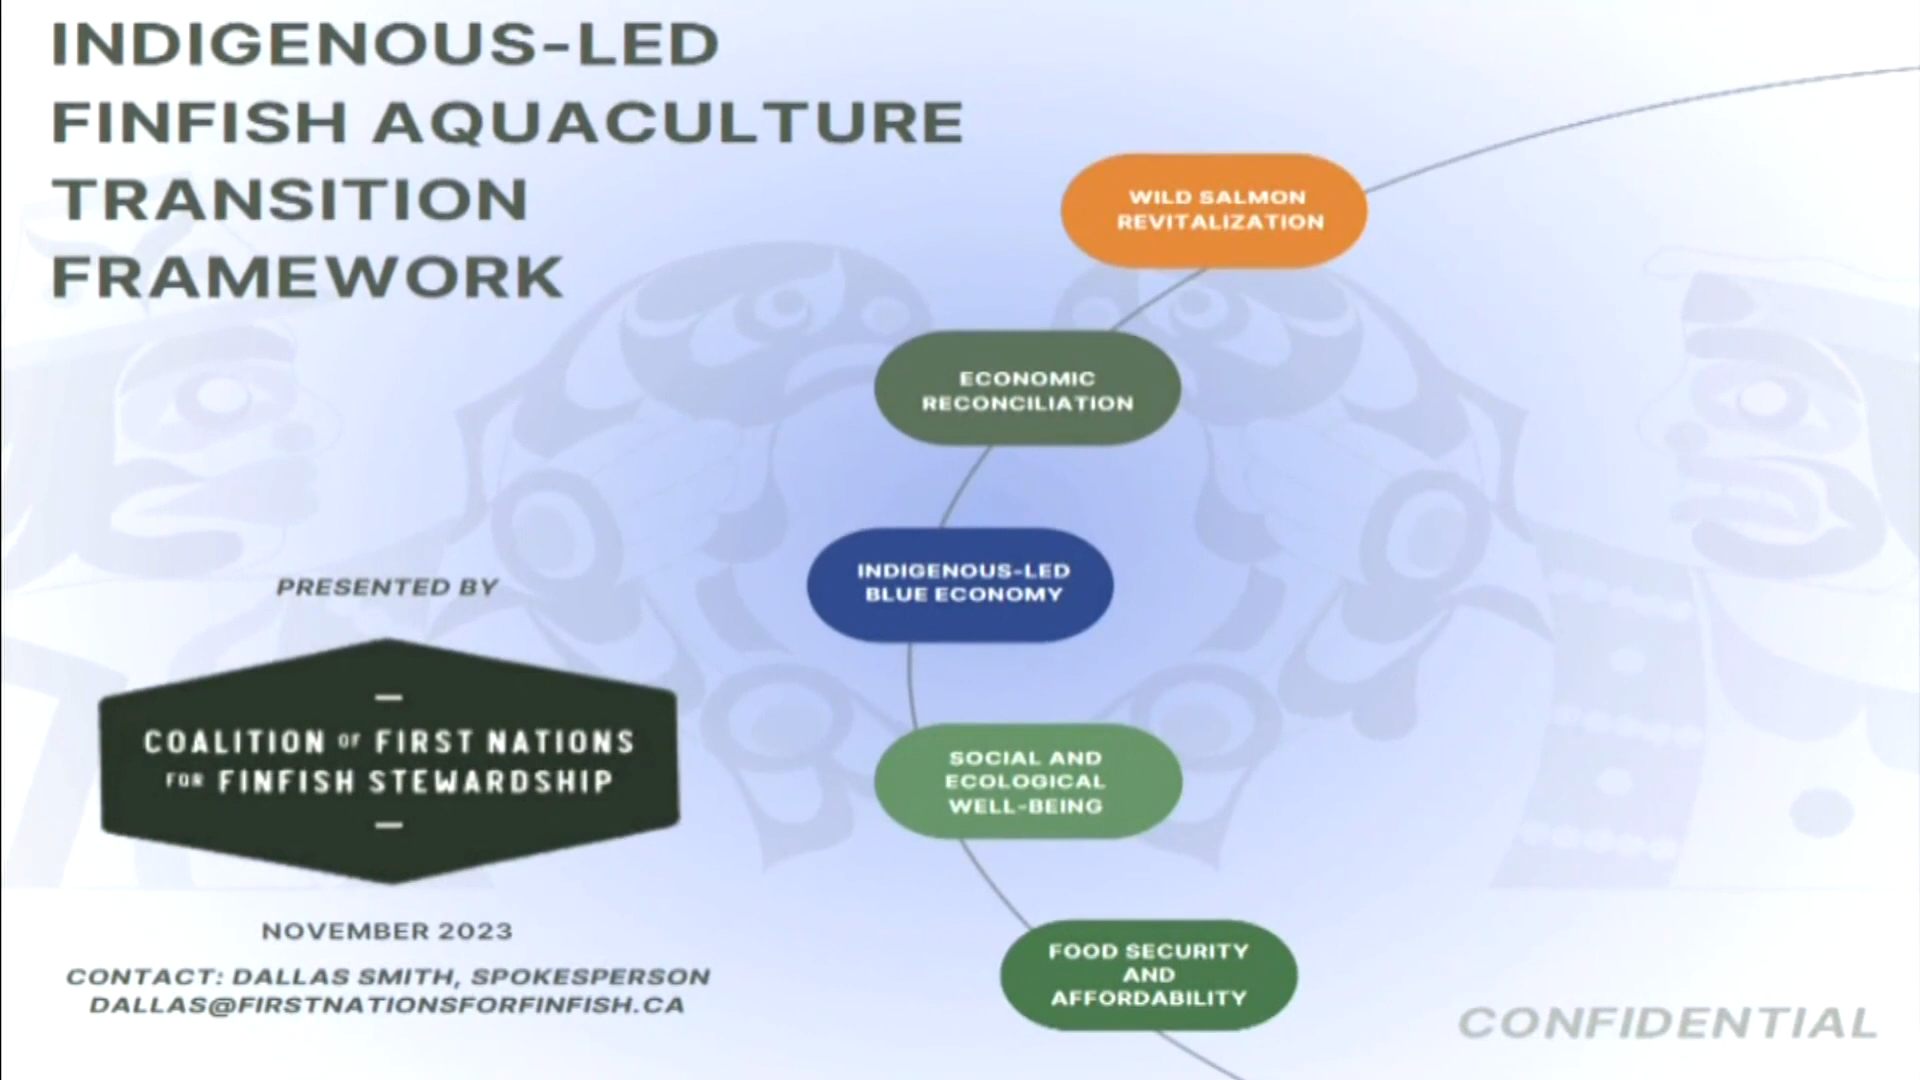 INDIGENOUS-LED
FINFISH AQUACULTURE
TRANSITION
FRAMEWORK
WILD SALMON
REVITALIZATION
ECONOMIC
RECONCILIATION
INDIGENOUS-LED
BLUE ECONOMY
SOCIAL AND
ECOLOGICAL
WELL-BEING
FOOD SECURITY
AND
AFFORDABILITY
PRESENTED BY
COALITION OF FIRST NATIONS
FOR FINFISH STEWARDSHIP
NOVEMBER 2023
CONTACT: DALLAS SMITH, SPOKESPERSON
DALLAS@FIRSTNATIONSFORFINFISH.CA
CONFIDENTIAL